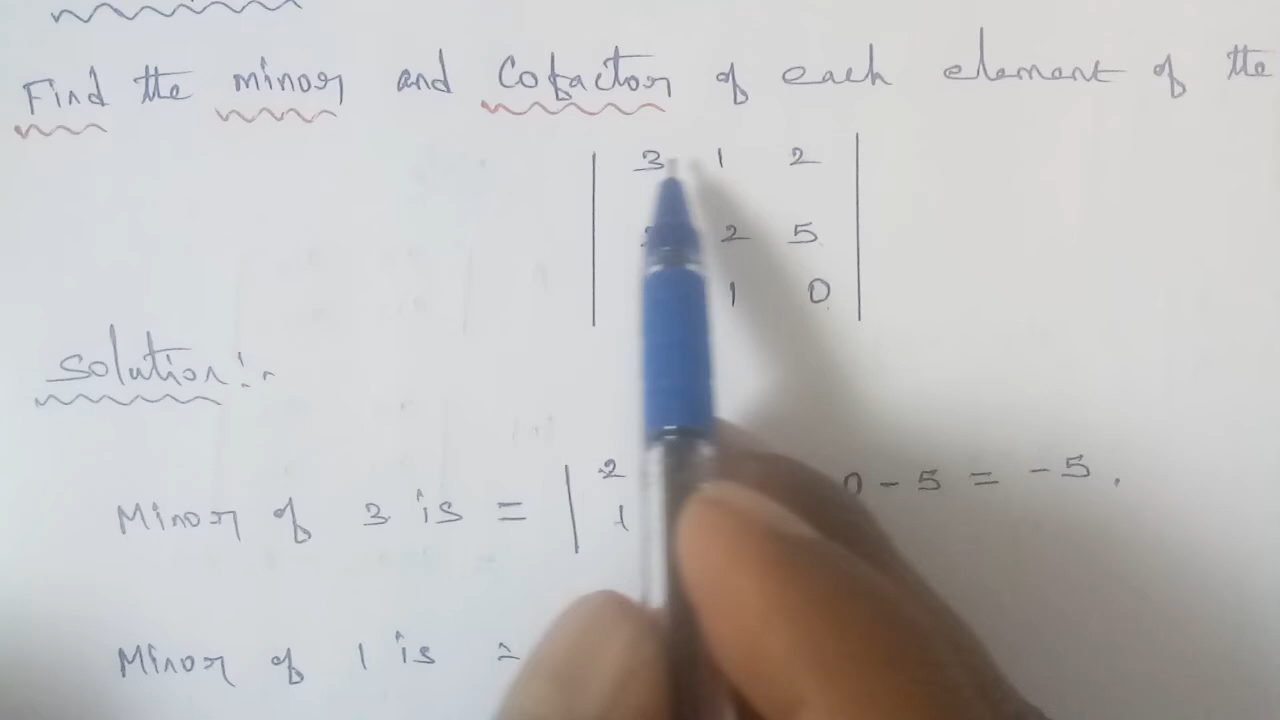 Find the minor and Cofactor of each element of the
3 1 2
2 5
1 0
Solution:-
Minor of 3 is = | 2
1
0 - 5 = -5.
Minor of 1 is =